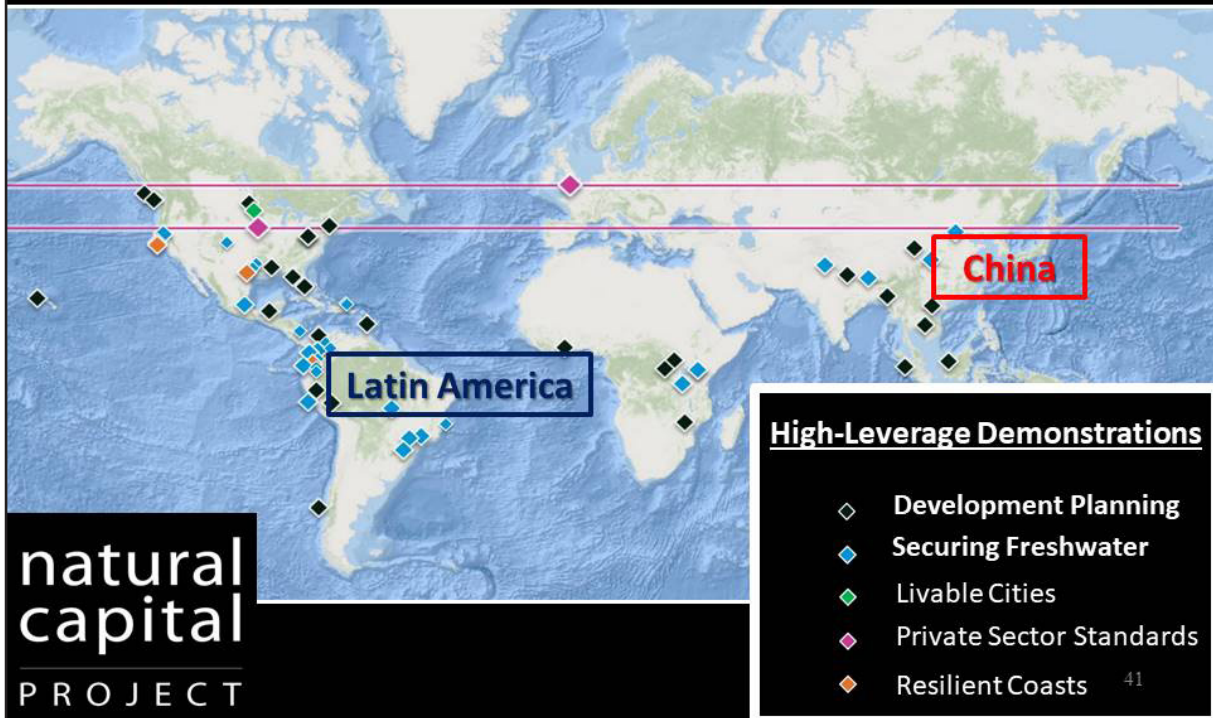 China
Latin America
High-Leverage Demonstrations
Development Planning
Securing Freshwater
Livable Cities
Private Sector Standards
Resilient Coasts
41
natural
capital
PROJECT